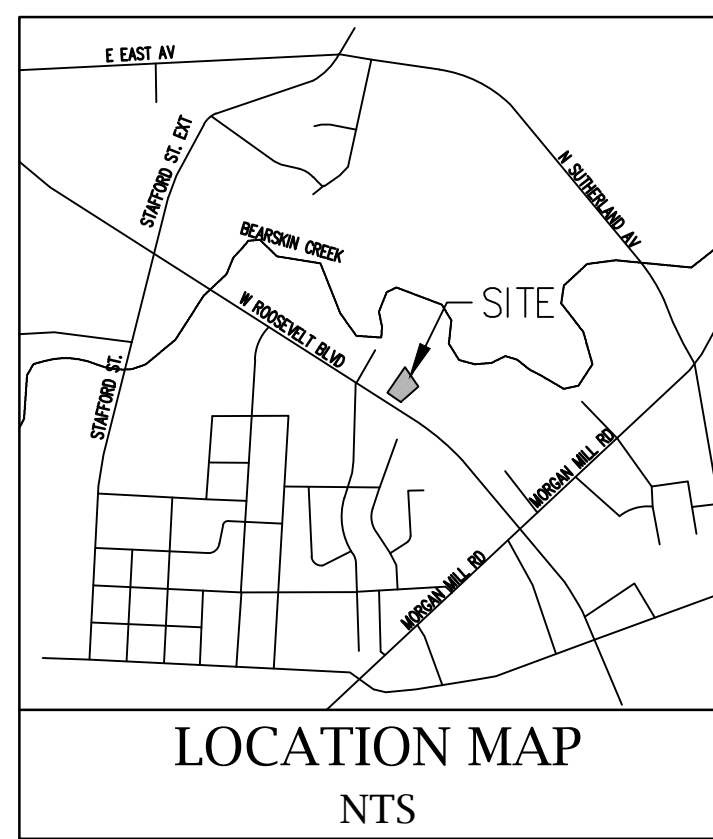 E EAST AV
STAFFORD ST. EXT
N SUTHERLAND AV
BEARSKIN CREEK
W ROOSEVELT BLVD
SITE
STAFFORD ST.
MORGAN MILL RD
MORGAN MILL RD
LOCATION MAP
NTS